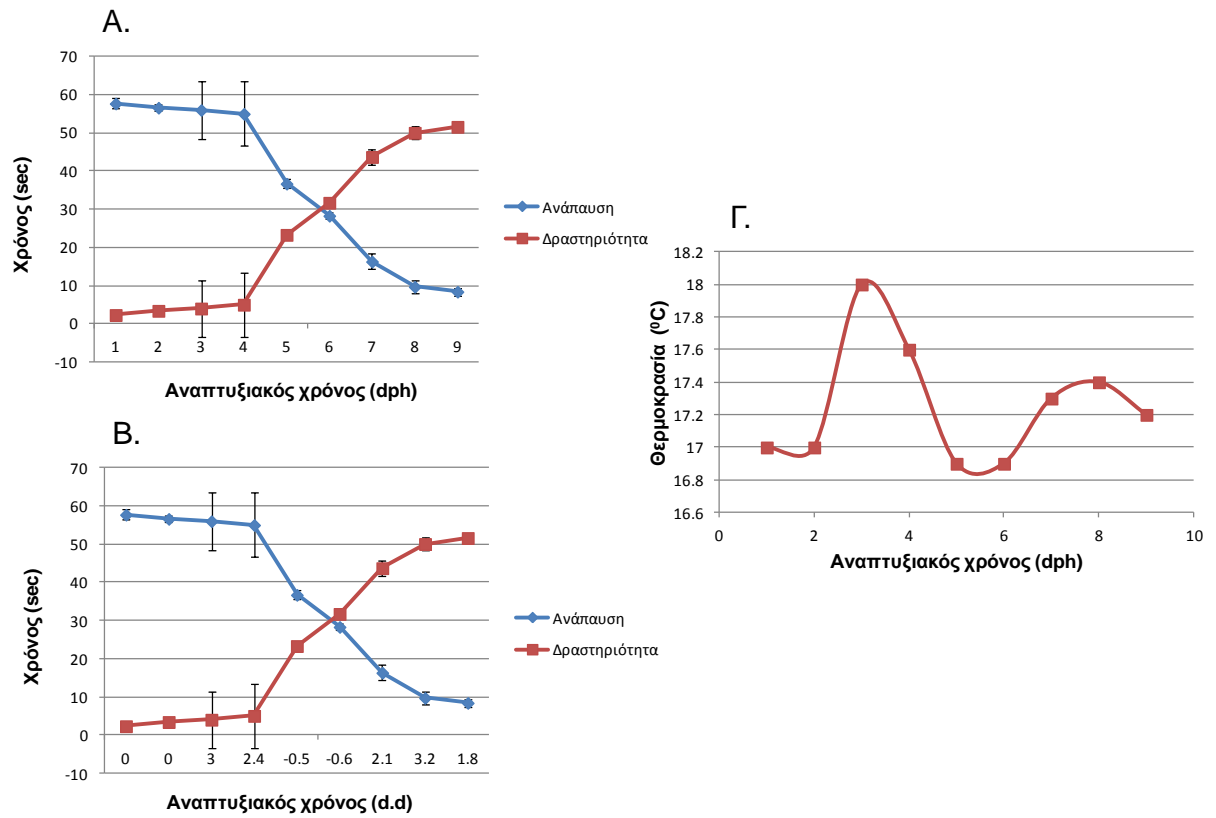 Α.
70
60
50
40
30
20
10
0
-10
1 2 3 4 5 6 7 8 9
Χρόνος (sec)
Αναπτυξιακός χρόνος (dph)
Ανάπαυση
Δραστηριότητα
Β.
70
60
50
40
30
20
10
0
-10
0 0 3 2.4 -0.5 -0.6 2.1 3.2 1.8
Χρόνος (sec)
Αναπτυξιακός χρόνος (d.d)
Ανάπαυση
Δραστηριότητα
Γ.
18.2
18
17.8
17.6
17.4
17.2
17
16.8
16.6
0 2 4 6 8 10
Θερμοκρασία (⁰C)
Αναπτυξιακός χρόνος (dph)